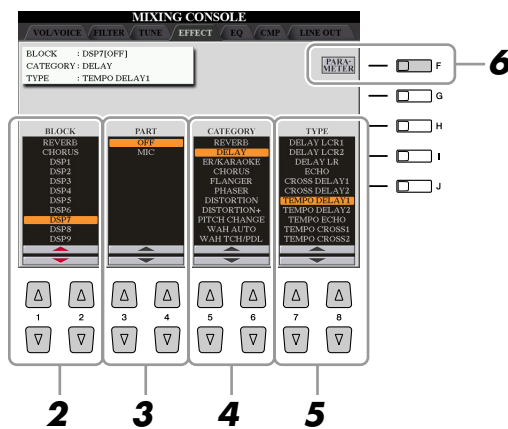 MIXING CONSOLE
VOL/VOICE FILTER TUNE EFFECT EQ CMP LINE OUT
BLOCK : DSP7[OFF]
CATEGORY : DELAY
TYPE : TEMPO DELAY1
PARA-
METER
F
6
G
H
I
J
BLOCK
REVERB
CHORUS
DSP1
DSP2
DSP3
DSP4
DSP5
DSP6
DSP7
DSP8
DSP9
PART
OFF
MIC
CATEGORY
REVERB
DELAY
ER/KARAOKE
CHORUS
FLANGER
PHASER
DISTORTION
DISTORTION+
PITCH CHANGE
WAH AUTO
WAH TCH/PDL
TYPE
DELAY LCR1
DELAY LCR2
DELAY LR
ECHO
CROSS DELAY1
CROSS DELAY2
TEMPO DELAY1
TEMPO DELAY2
TEMPO ECHO
TEMPO CROSS1
TEMPO CROSS2
1 2 3 4 5 6 7 8
2 3 4 5